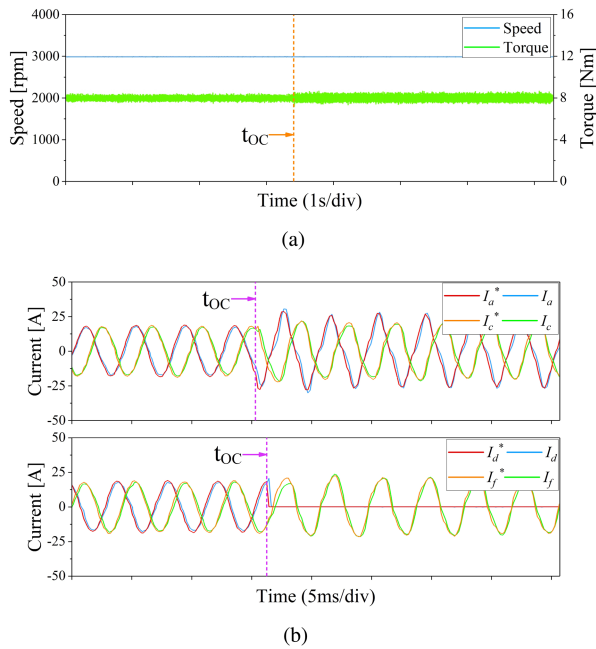 4000
3000
2000
1000
0
Speed [rpm]
16
12
8
4
0
Torque [Nm]
Speed
Torque
tOC
Time (1s/div)
(a)
50
25
0
-25
-50
Current [A]
tOC
Ia* Ia
Ic* Ic
50
25
0
-25
-50
Current [A]
tOC
Id* Id
If* If
Time (5ms/div)
(b)